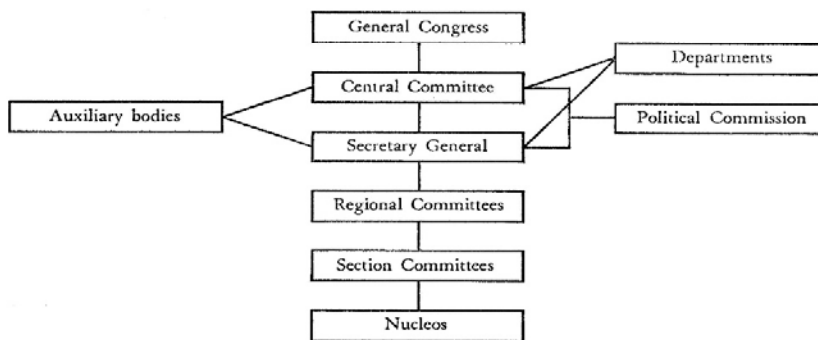 General Congress
Departments
Central Committee
Auxiliary bodies
Political Commission
Secretary General
Regional Committees
Section Committees
Nucleos